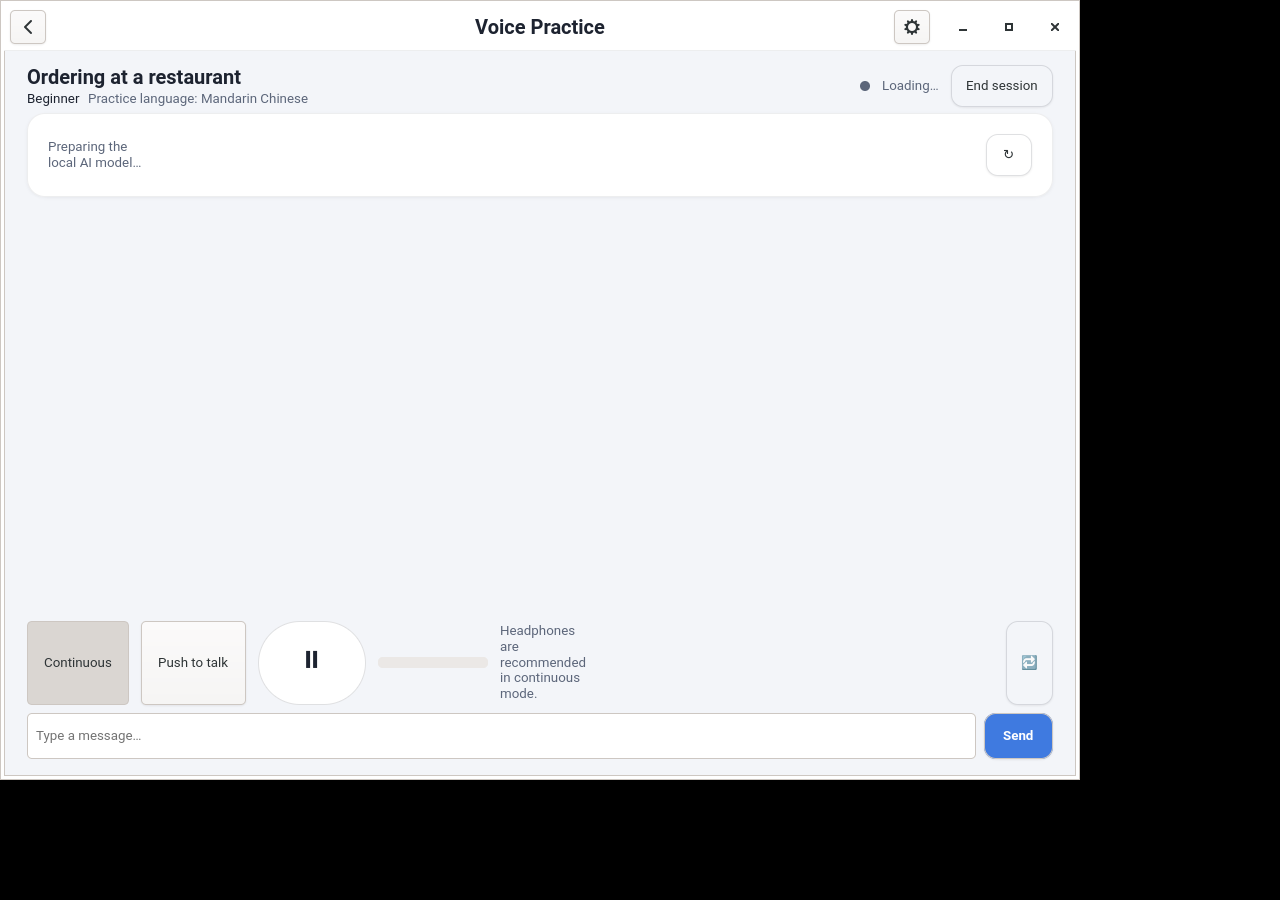 Voice Practice
Ordering at a restaurant
Beginner Practice language: Mandarin Chinese
Loading…
End session
Preparing the
local AI model…
Continuous
Push to talk
Headphones
are
recommended
in continuous
mode.
Type a message…
Send